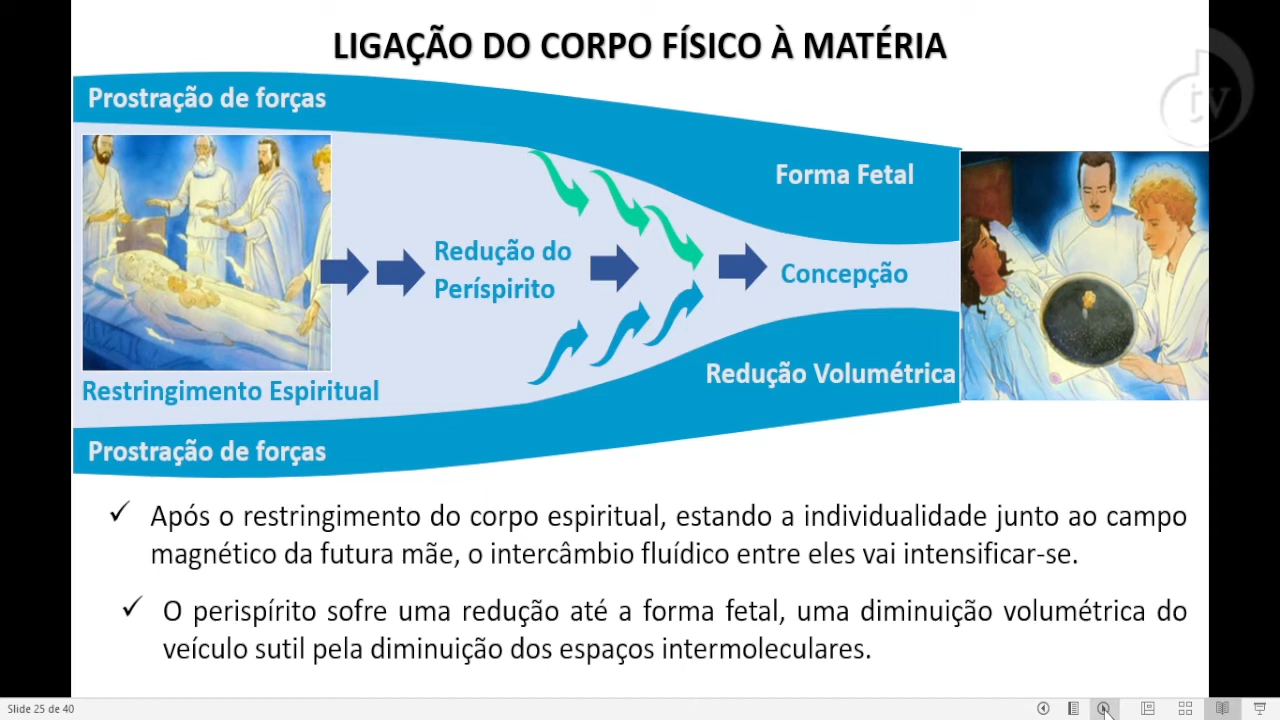 LIGAÇÃO DO CORPO FÍSICO À MATÉRIA
tv
Prostração de forças
Forma Fetal
Redução do
Períspirito
Concepção
Redução Volumétrica
Restringimento Espiritual
Prostração de forças
✓ Após o restringimento do corpo espiritual, estando a individualidade junto ao campo
magnético da futura mãe, o intercâmbio fluídico entre eles vai intensificar-se.
✓ O perispírito sofre uma redução até a forma fetal, uma diminuição volumétrica do
veículo sutil pela diminuição dos espaços intermoleculares.
Slide 25 de 40